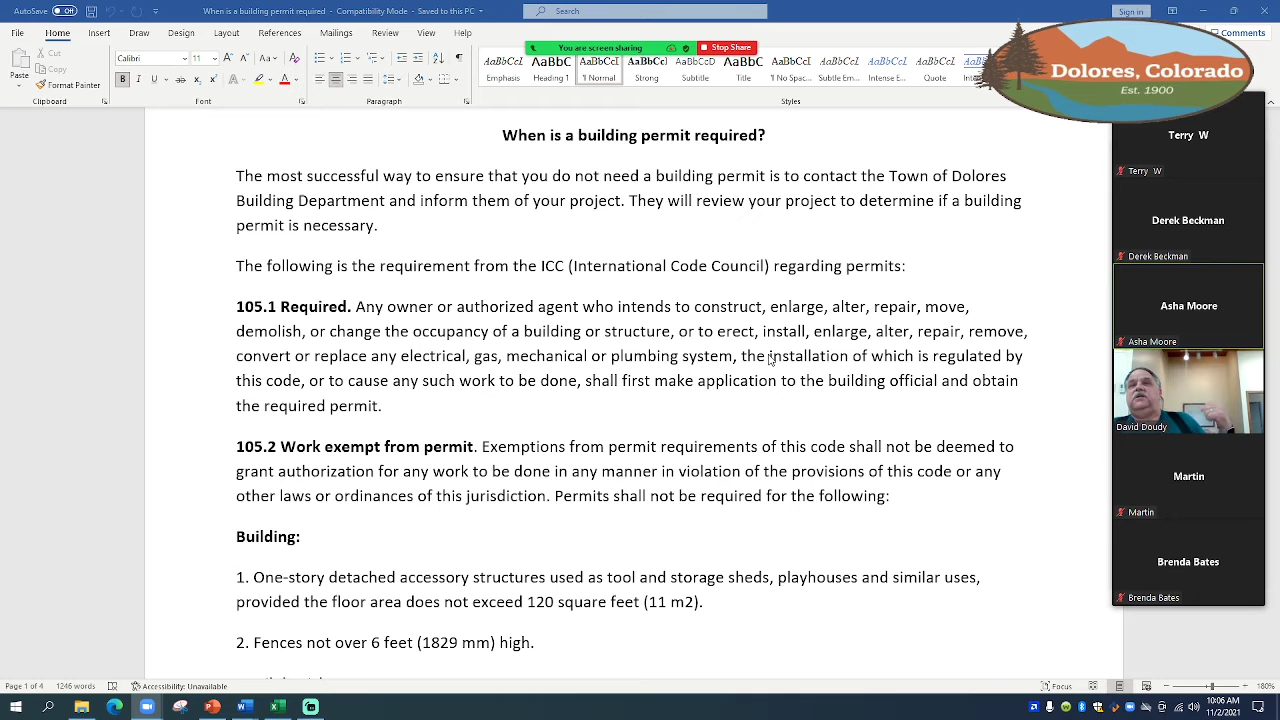 AutoSave Off
When is a building permit required? - Saved to this PC
Search
Sign in
File Home Insert Draw Design Layout References Mailings Review View Help
Comments
You are screen sharing
Stop Share
Cut
Copy
Format Painter
Paste
Clipboard
Calibri
11
Font
Paragraph
AaBbCcI AaBbC AaBbCcI AaBbCcI AaBbCcD AaBbC AaBbCcI AaBbCcI AaBbCcI AaBbCcI
Emphasis Heading 1 ¶ Normal Strong Subtitle Title ¶ No Spac... Subtle Em... Intense E... Quote
Styles
Dolores, Colorado
Est. 1900
When is a building permit required?
The most successful way to ensure that you do not need a building permit is to contact the Town of Dolores
Building Department and inform them of your project. They will review your project to determine if a building
permit is necessary.
The following is the requirement from the ICC (International Code Council) regarding permits:
105.1 Required. Any owner or authorized agent who intends to construct, enlarge, alter, repair, move,
demolish, or change the occupancy of a building or structure, or to erect, install, enlarge, alter, repair, remove,
convert or replace any electrical, gas, mechanical or plumbing system, the installation of which is regulated by
this code, or to cause any such work to be done, shall first make application to the building official and obtain
the required permit.
105.2 Work exempt from permit. Exemptions from permit requirements of this code shall not be deemed to
grant authorization for any work to be done in any manner in violation of the provisions of this code or any
other laws or ordinances of this jurisdiction. Permits shall not be required for the following:
Building:
1. One-story detached accessory structures used as tool and storage sheds, playhouses and similar uses,
provided the floor area does not exceed 120 square feet (11 m2).
2. Fences not over 6 feet (1829 mm) high.
Terry W
Terry W
Derek Beckman
Derek Beckman
Asha Moore
Asha Moore
David Doudy
Martin
Martin
Brenda Bates
Brenda Bates
Page 1 of 4
1246 words
Accessibility: Unavailable
Focus
180%
10:06 AM
11/2/2021